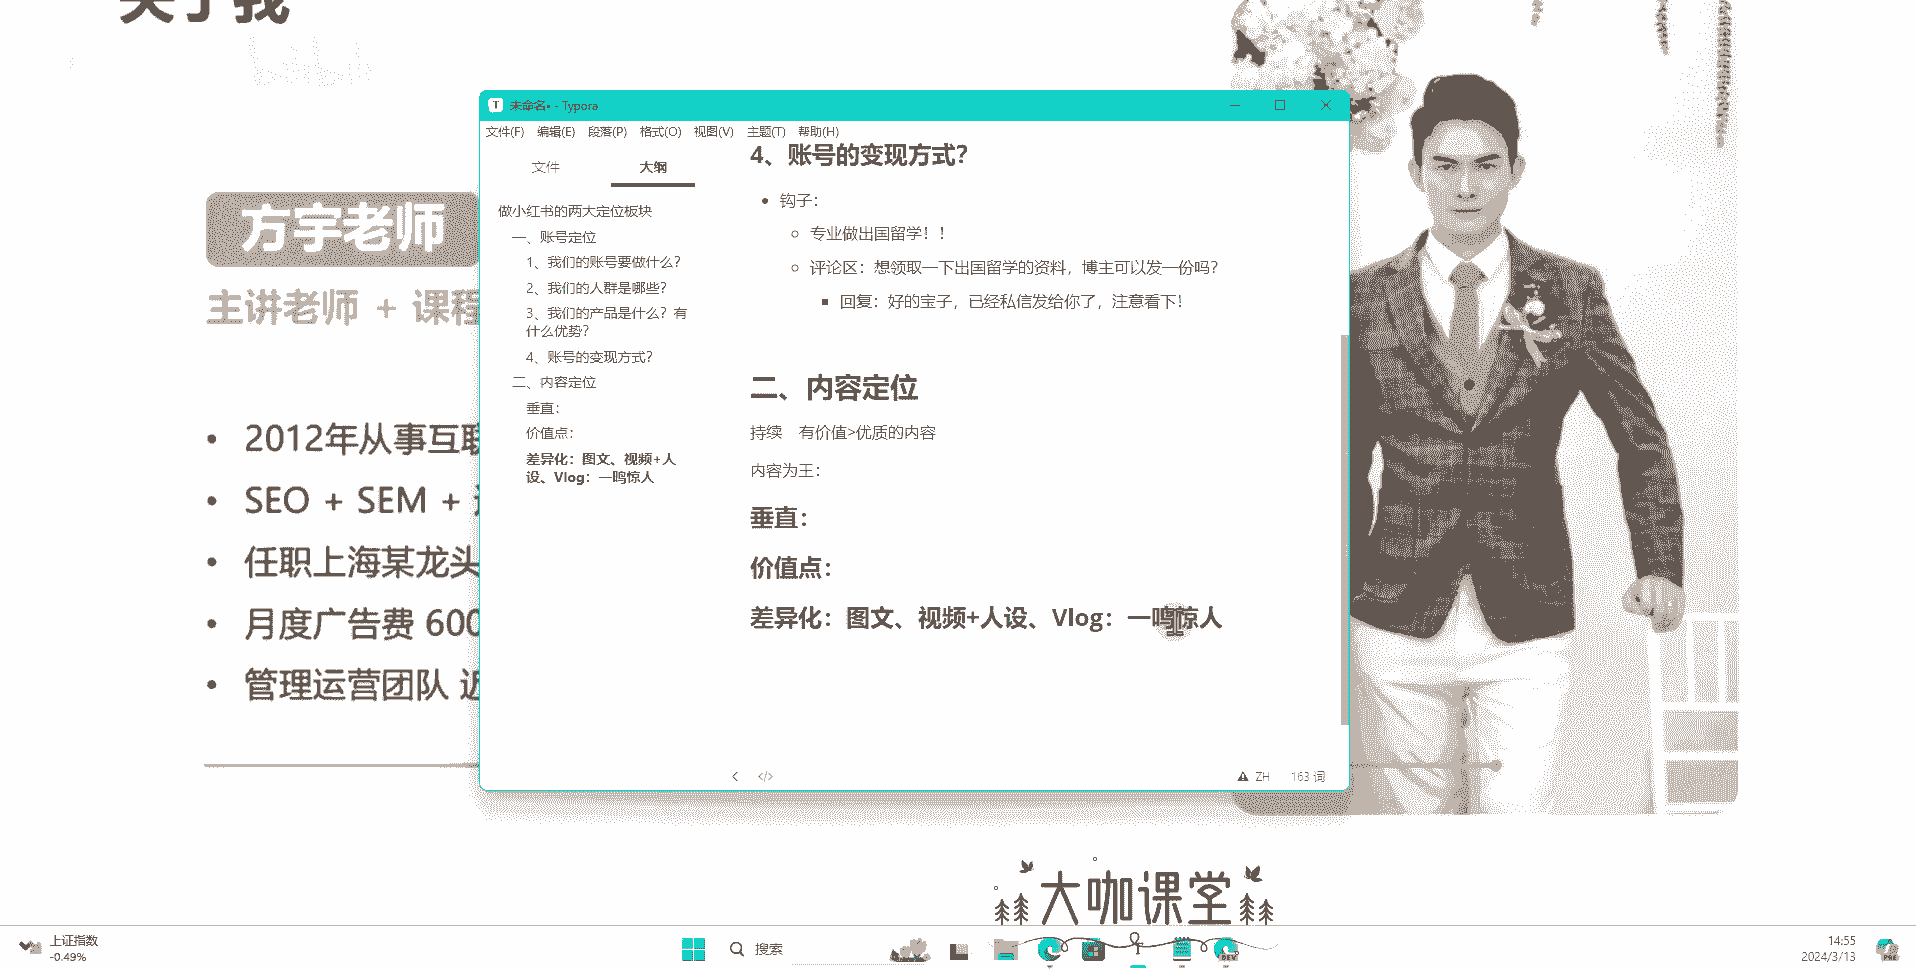 关于我
方宇老师
主讲老师 + 课程
• 2012年从事互联
• SEO + SEM +
• 任职上海某龙头
• 月度广告费 600
• 管理运营团队 近
未命名• - Typora
文件(F) 编辑(E) 段落(P) 格式(O) 视图(V) 主题(T) 帮助(H)
文件 大纲
做小红书的两大定位板块
一、账号定位
1、我们的账号要做什么？
2、我们的人群是哪些？
3、我们的产品是什么？有
什么优势？
4、账号的变现方式？
二、内容定位
垂直：
价值点：
差异化：图文、视频+人
设、Vlog：一鸣惊人
4、账号的变现方式？
• 钩子：
○ 专业做出国留学！！
○ 评论区：想领取一下出国留学的资料，博主可以发一份吗？
▪ 回复：好的宝子，已经私信发给你了，注意看下！
二、内容定位
持续 有价值>优质的内容
内容为王：
垂直：
价值点：
差异化：图文、视频+人设、Vlog：一鸣惊人
ZH 163 词
大咖课堂
上证指数
-0.49%
搜索
DEV
14:55
2024/3/13
PRE